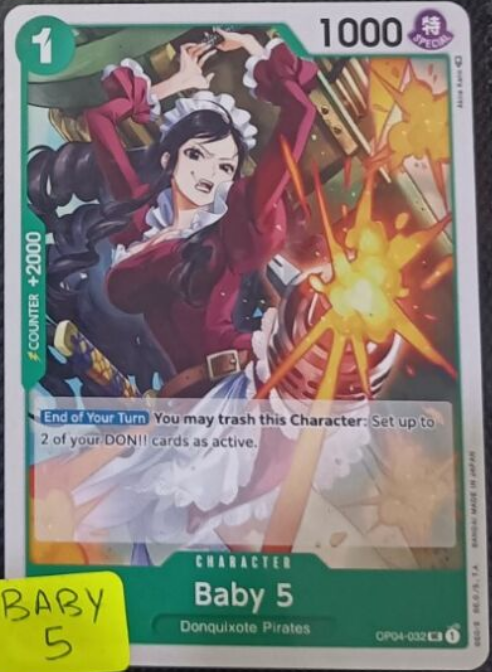 1
1000
特
SPECIAL
⚡COUNTER +2000
End of Your Turn You may trash this Character: Set up to
2 of your DON!! cards as active.
CHARACTER
Baby 5
Donquixote Pirates
OP04-032 UC 1
BANDAI MADE IN JAPAN
BABY
5